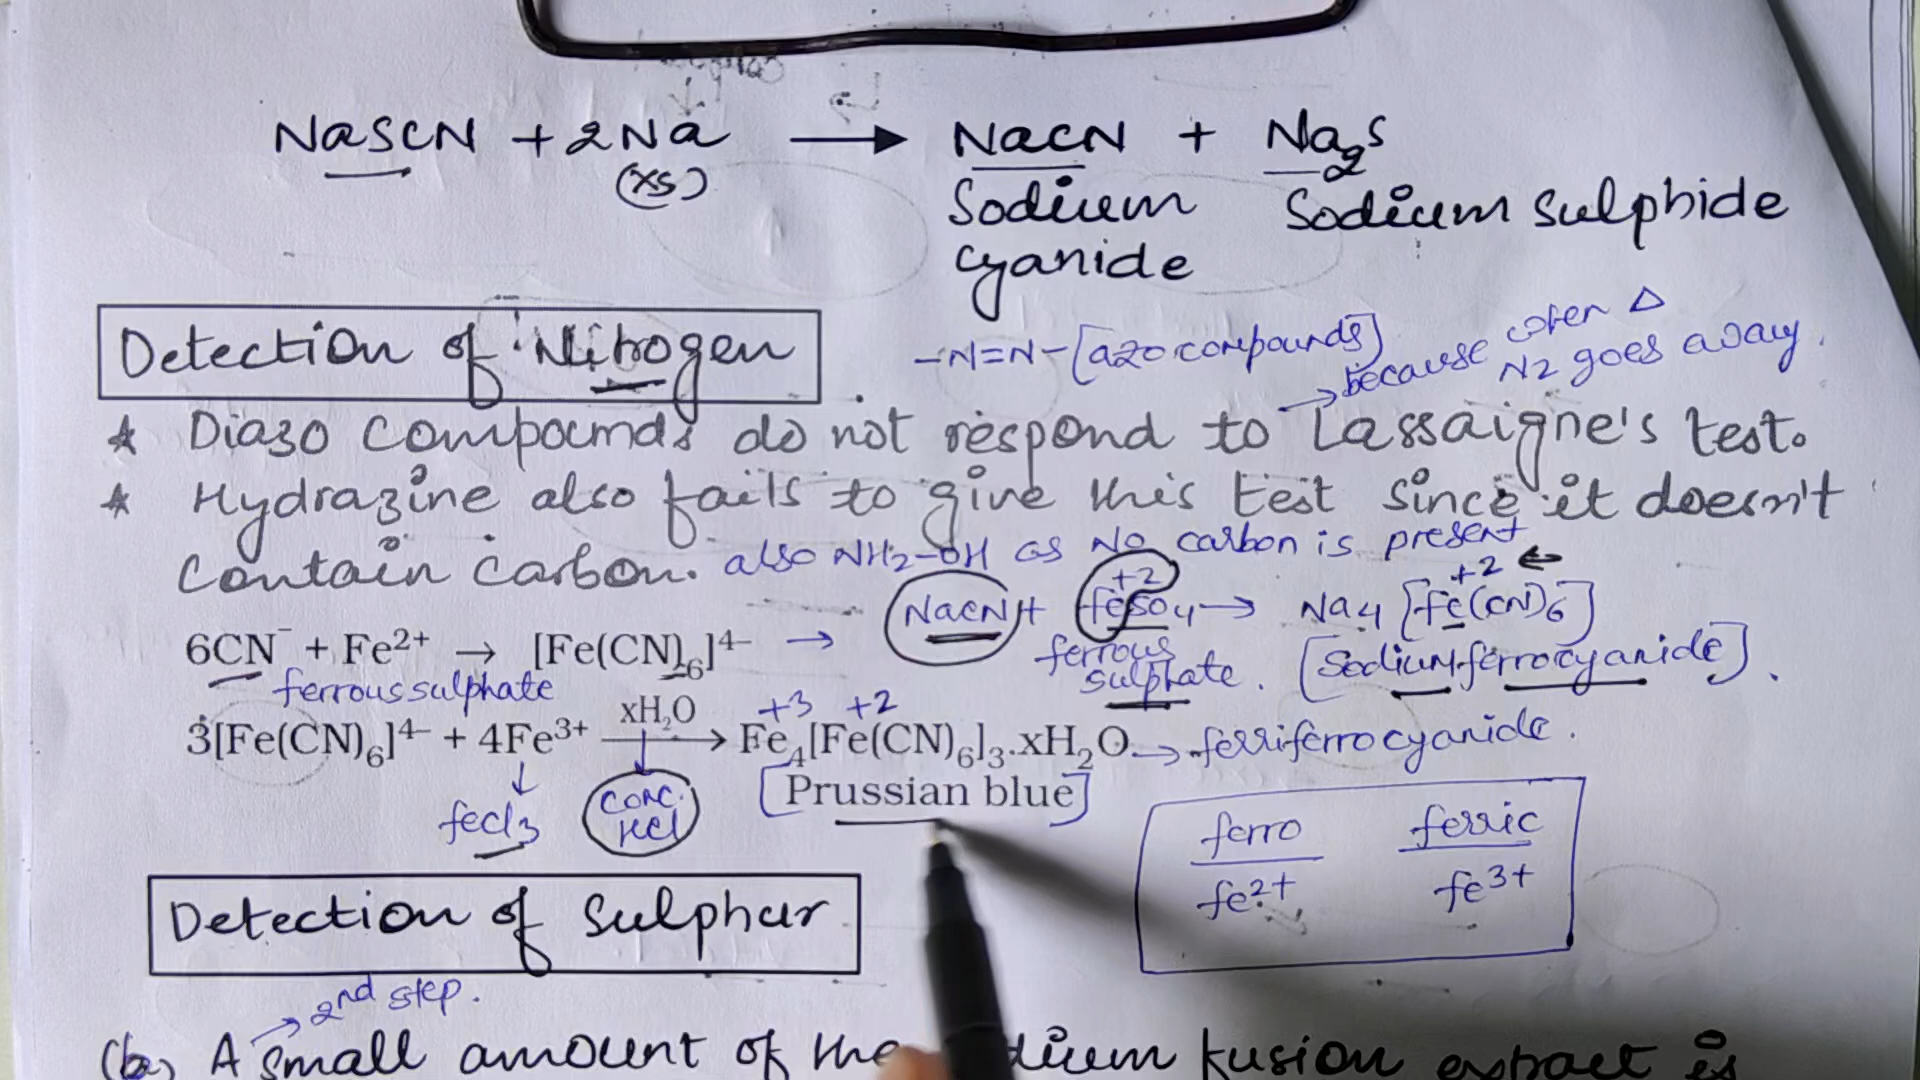 NaSCN + 2Na ⟶ NaCN + Na2S
(xs)
Sodium cyanide
Sodium sulphide
Detection of Nitrogen
-N=N- [azo compounds]
→ because when Δ N2 goes away.
★ Diazo compounds do not respond to Lassaigne's test.
★ Hydrazine also fails to give this test since it doesn't
contain carbon. also NH2-OH as No carbon is present
+2 +2 ←
6CN⁻ + Fe²⁺ → [Fe(CN)₆]⁴⁻ → NaCN + feSO4 → Na4 [fe(CN)6]
ferrous sulphate
ferrous sulphate.
[Sodium ferrocyanide].
+3 +2
3[Fe(CN)₆]⁴⁻ + 4Fe³⁺ xH₂O → Fe₄[Fe(CN)₆]₃.xH₂O → ferriferrocyanide.
fecl3
conc. HCl
[Prussian blue]
ferro ferric
fe2+ fe3+
Detection of Sulphur
→ 2nd step.
(b) A small amount of the fusion extract is